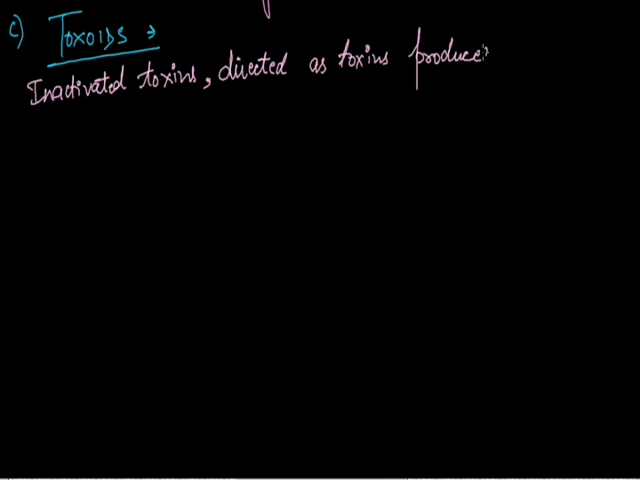 c) TOXOIDS →
Inactivated toxins, directed as toxins produce